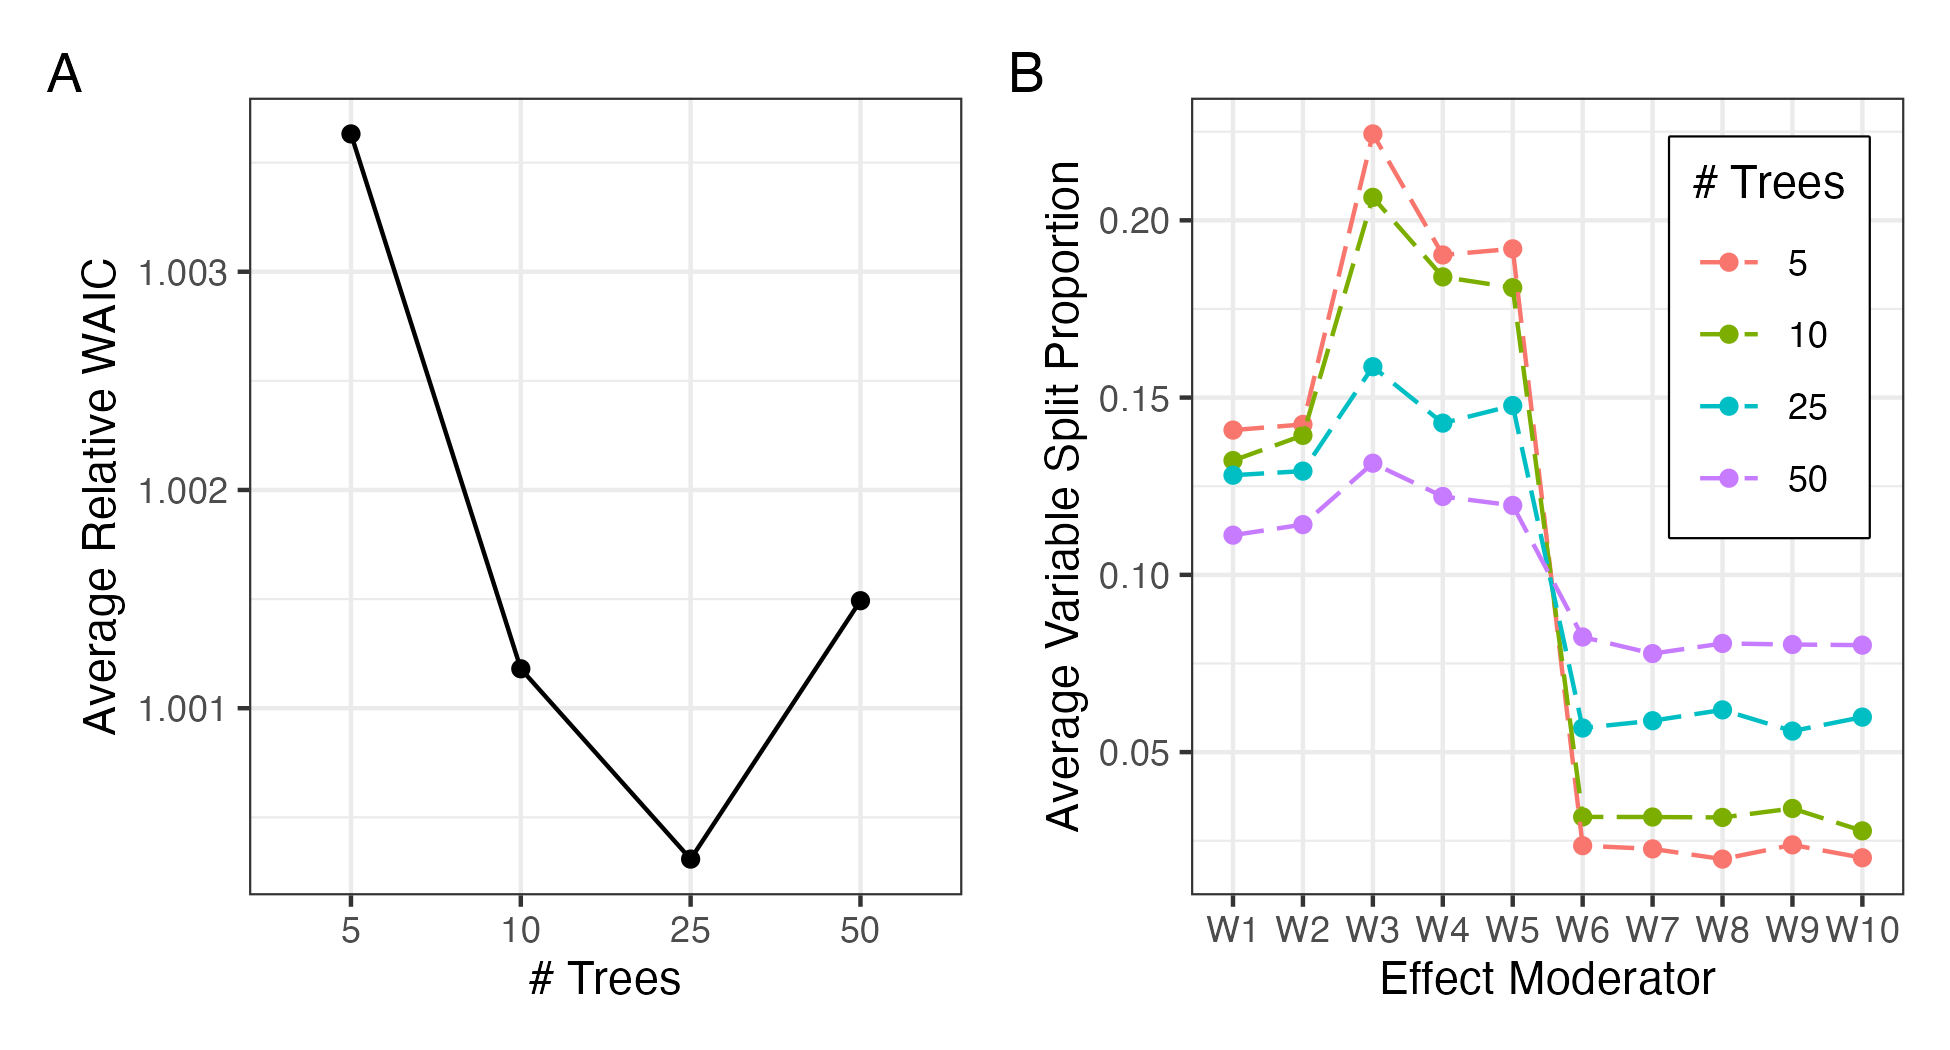 A
Average Relative WAIC
1.003
1.002
1.001
5 10 25 50
# Trees
B
Average Variable Split Proportion
0.20
0.15
0.10
0.05
# Trees
5
10
25
50
W1 W2 W3 W4 W5 W6 W7 W8 W9 W10
Effect Moderator